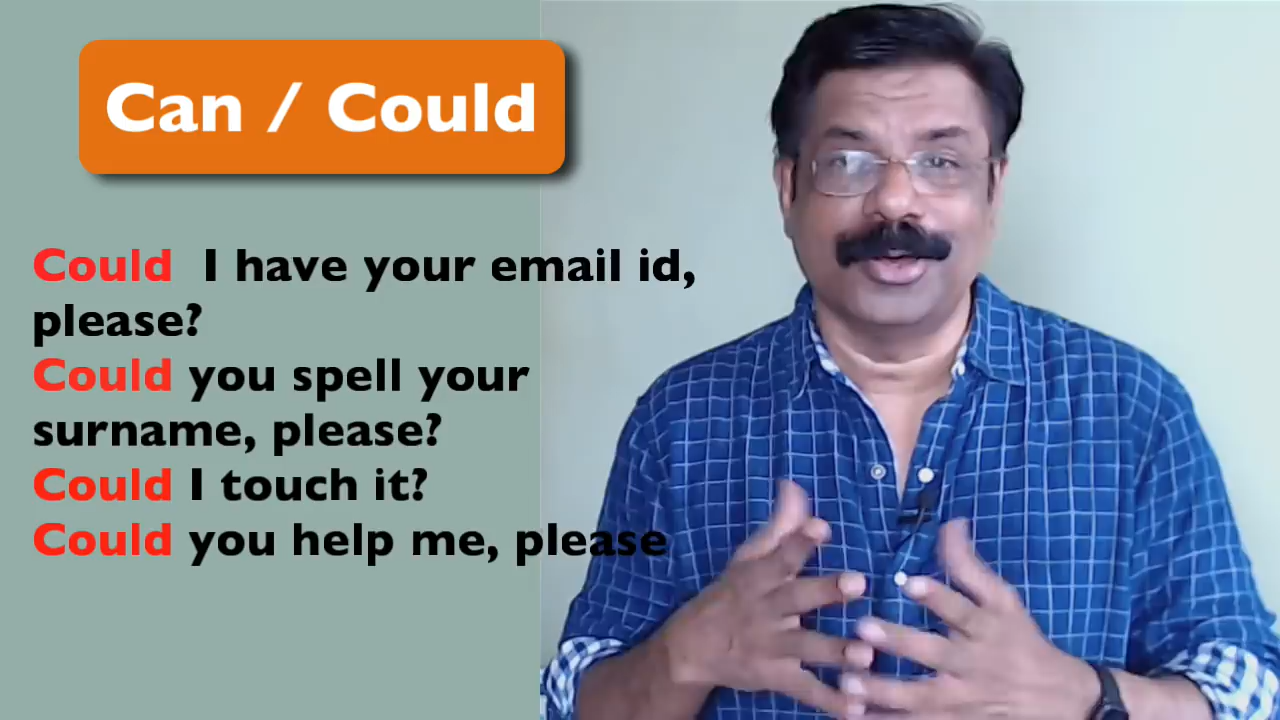 Can / Could
Could I have your email id,
please?
Could you spell your
surname, please?
Could I touch it?
Could you help me, please